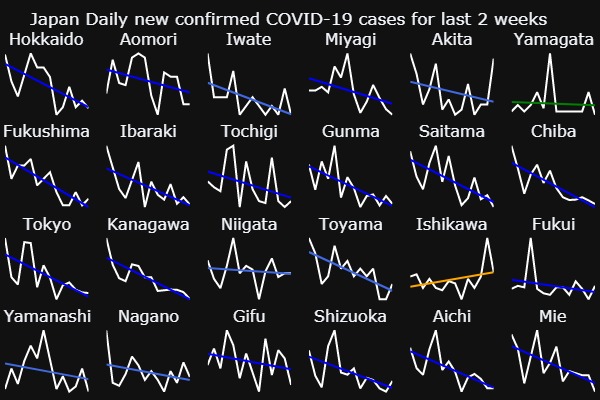 Japan Daily new confirmed COVID-19 cases for last 2 weeks
Hokkaido Aomori Iwate Miyagi Akita Yamagata
Fukushima Ibaraki Tochigi Gunma Saitama Chiba
Tokyo Kanagawa Niigata Toyama Ishikawa Fukui
Yamanashi Nagano Gifu Shizuoka Aichi Mie